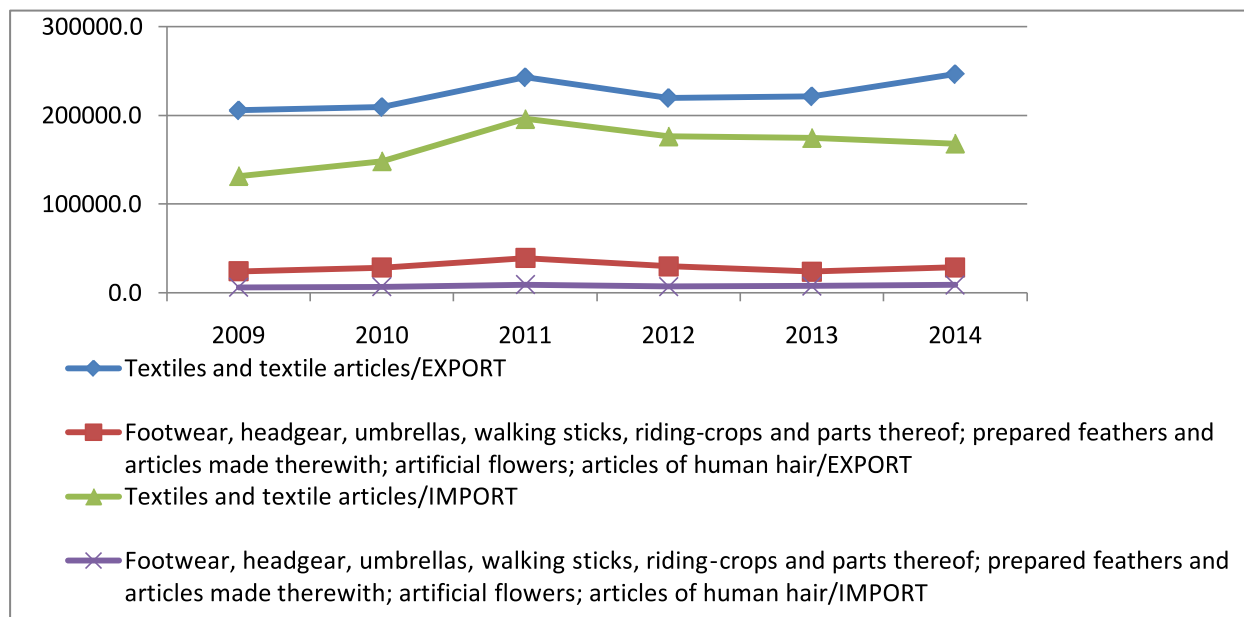 300000.0
200000.0
100000.0
0.0
2009 2010 2011 2012 2013 2014
Textiles and textile articles/EXPORT
Footwear, headgear, umbrellas, walking sticks, riding-crops and parts thereof; prepared feathers and
articles made therewith; artificial flowers; articles of human hair/EXPORT
Textiles and textile articles/IMPORT
Footwear, headgear, umbrellas, walking sticks, riding-crops and parts thereof; prepared feathers and
articles made therewith; artificial flowers; articles of human hair/IMPORT